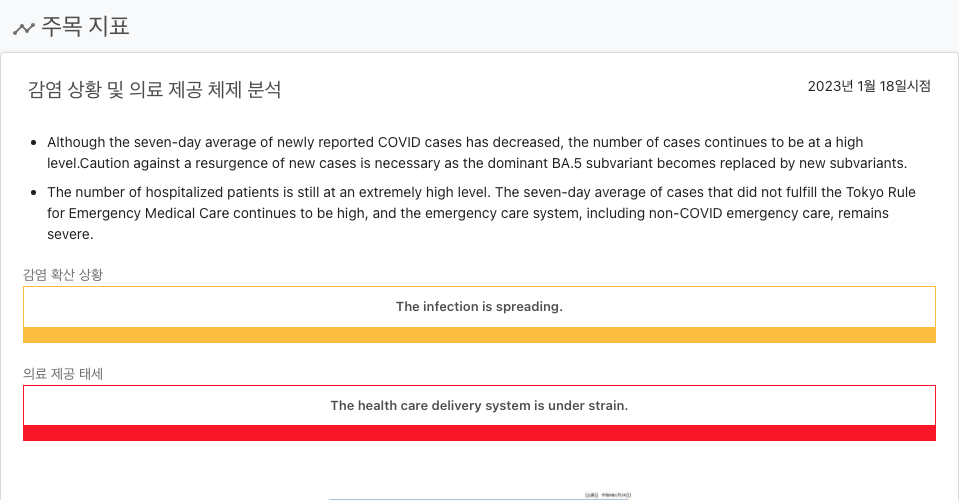 주목 지표
감염 상황 및 의료 제공 체제 분석
2023년 1월 18일시점
Although the seven-day average of newly reported COVID cases has decreased, the number of cases continues to be at a high
level.Caution against a resurgence of new cases is necessary as the dominant BA.5 subvariant becomes replaced by new subvariants.
The number of hospitalized patients is still at an extremely high level. The seven-day average of cases that did not fulfill the Tokyo Rule
for Emergency Medical Care continues to be high, and the emergency care system, including non-COVID emergency care, remains
severe.
감염 확산 상황
The infection is spreading.
의료 제공 태세
The health care delivery system is under strain.